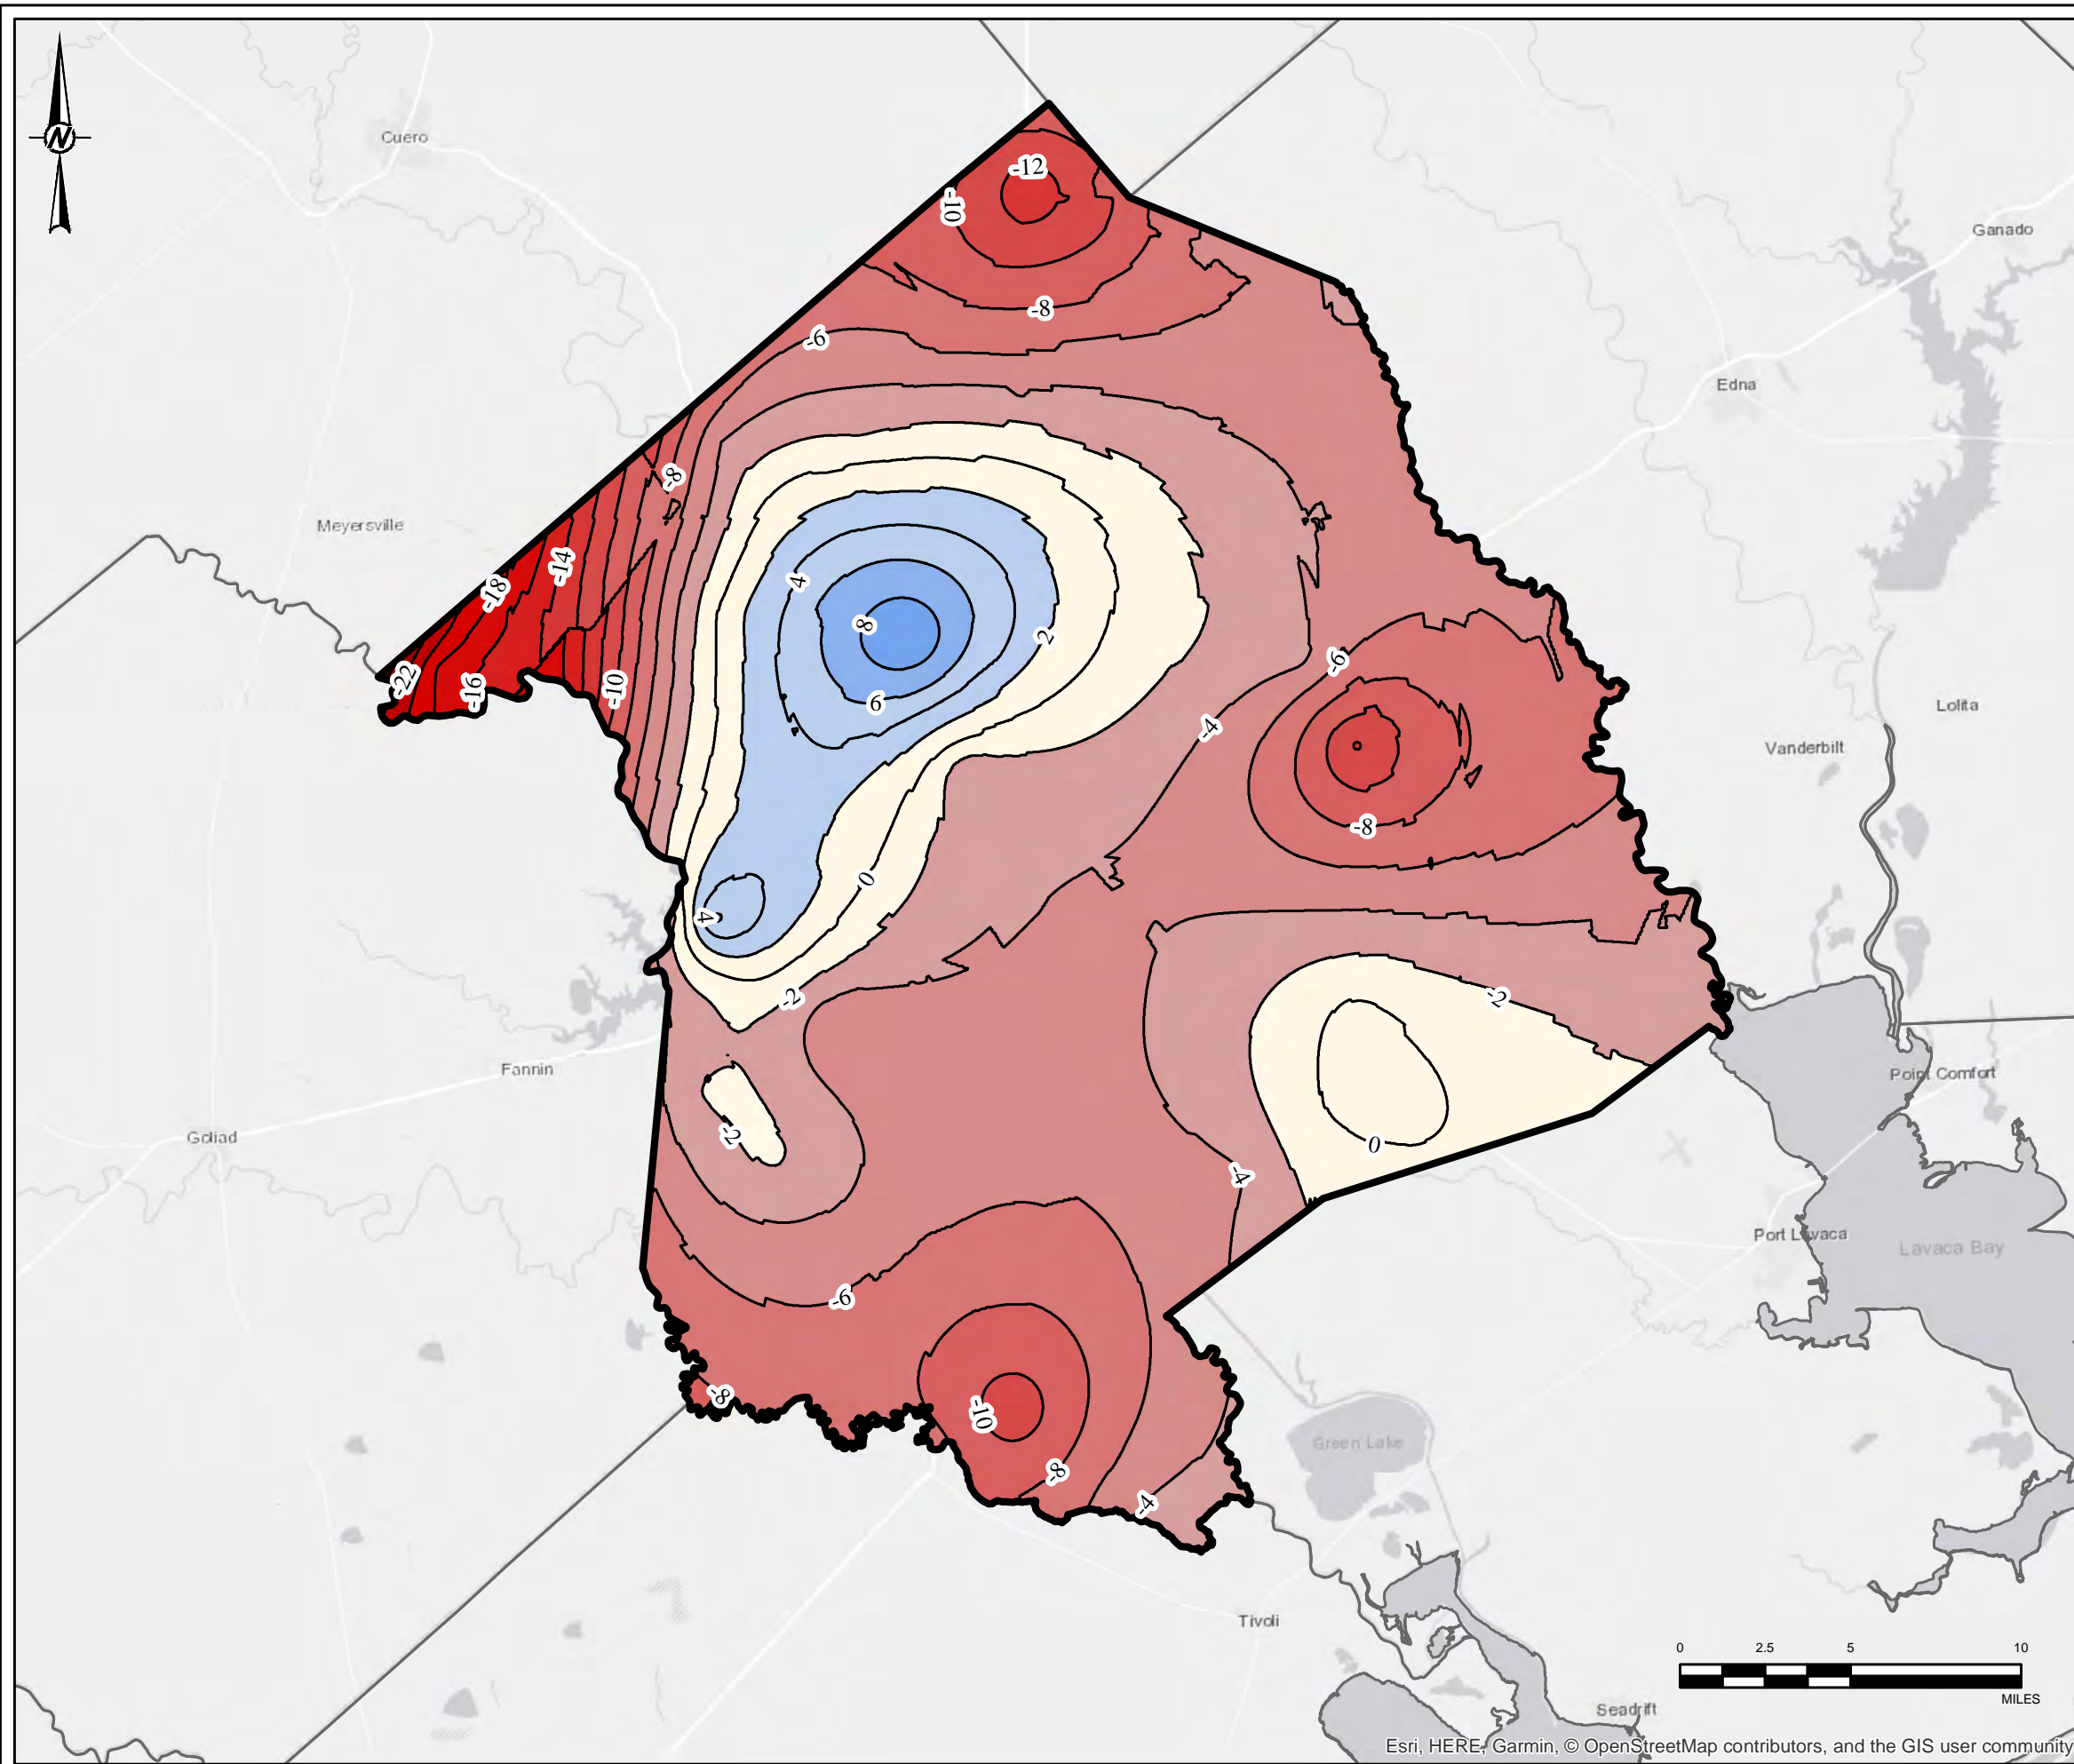 N
Cuero
-12
-10
Ganado
-8
-6
Edna
-8
Meyersville
-14
4
-18
8
2
-6
-22
-16
-10
6
Lolita
-4
Vanderbilt
-8
0
4
-2
-2
Fannin
Point Comfort
-2
Goliad
0
-4
Port Lavaca
Lavaca Bay
-6
-8
-10
Green Lake
-8
-4
Tivoli
0 2.5 5 10
MILES
Seadrift
Esri, HERE, Garmin, © OpenStreetMap contributors, and the GIS user community